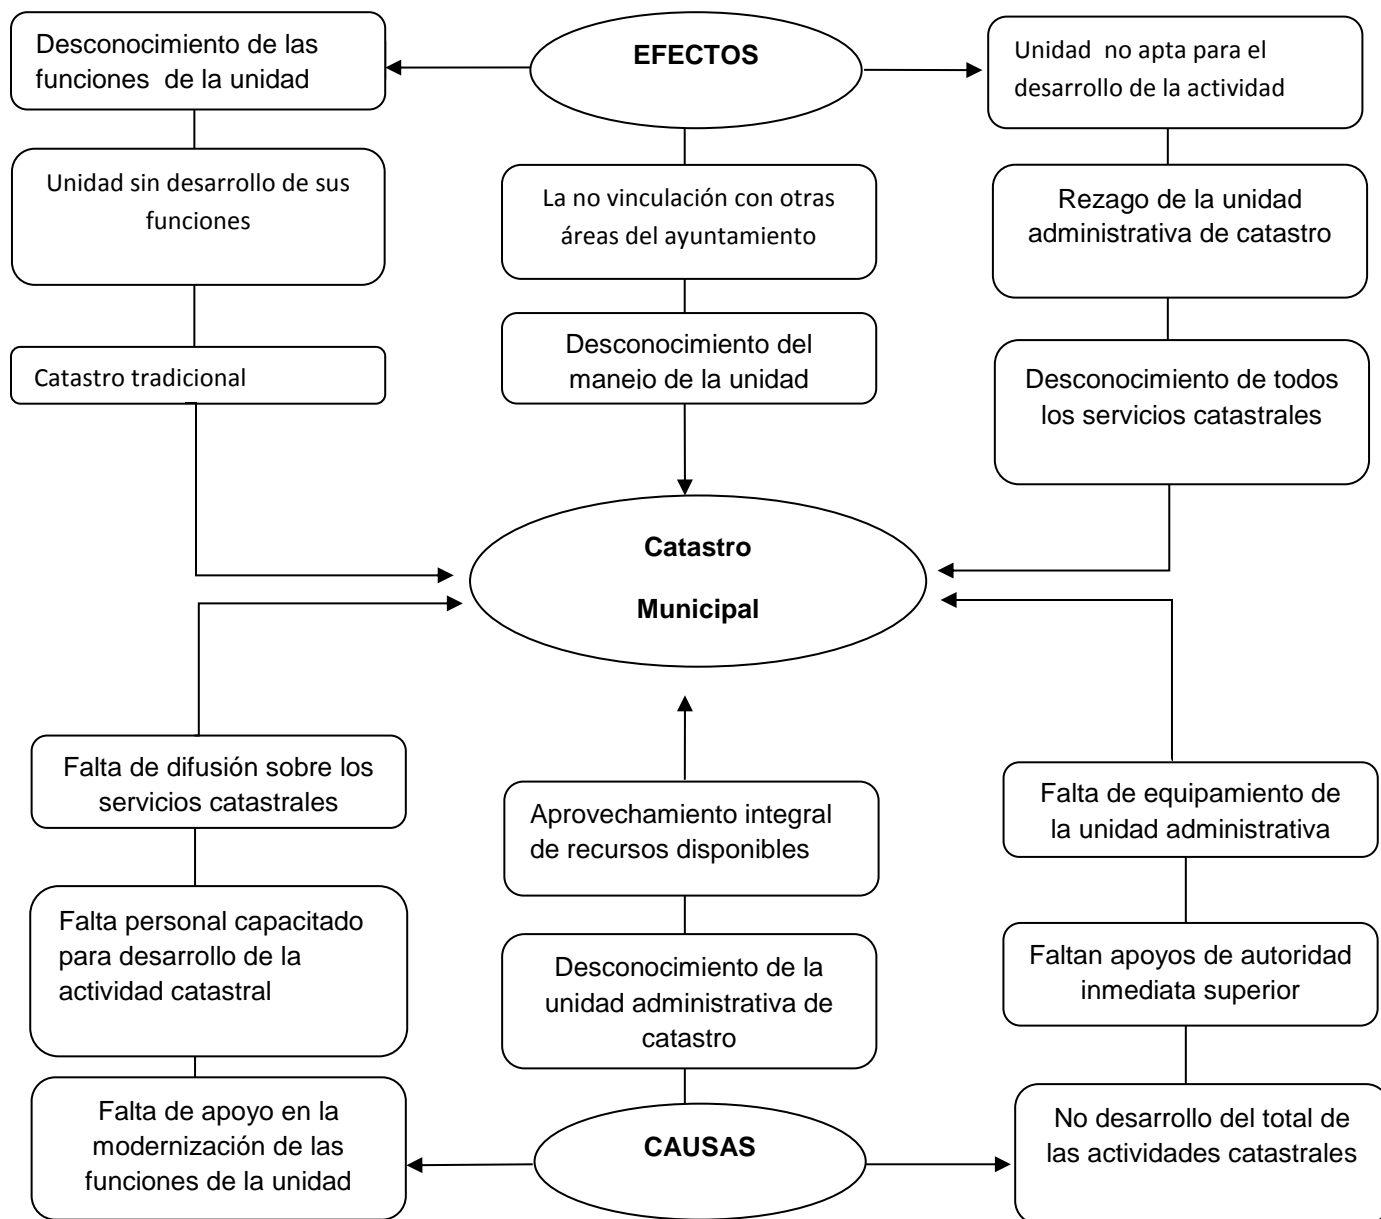 Desconocimiento de las
funciones de la unidad
EFECTOS
Unidad no apta para el
desarrollo de la actividad
Unidad sin desarrollo de sus
funciones
La no vinculación con otras
áreas del ayuntamiento
Rezago de la unidad
administrativa de catastro
Catastro tradicional
Desconocimiento del
manejo de la unidad
Desconocimiento de todos
los servicios catastrales
Catastro
Municipal
Falta de difusión sobre los
servicios catastrales
Aprovechamiento integral
de recursos disponibles
Falta de equipamiento de
la unidad administrativa
Falta personal capacitado
para desarrollo de la
actividad catastral
Desconocimiento de la
unidad administrativa de
catastro
Faltan apoyos de autoridad
inmediata superior
Falta de apoyo en la
modernización de las
funciones de la unidad
CAUSAS
No desarrollo del total de
las actividades catastrales